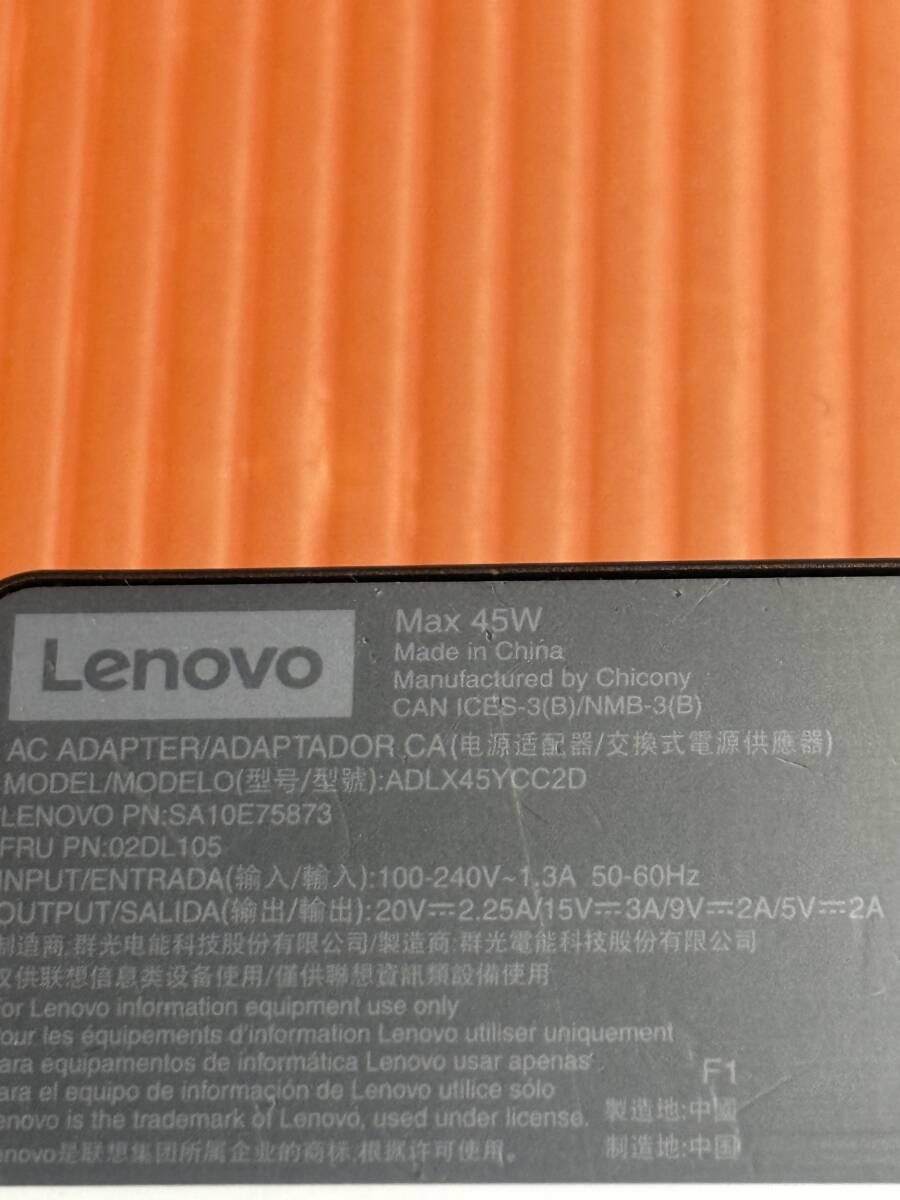 Lenovo
Max 45W
Made in China
Manufactured by Chicony
CAN ICES-3(B)/NMB-3(B)
AC ADAPTER/ADAPTADOR CA(电源适配器/交換式電源供應器)
MODEL/MODELO(型号/型號):ADLX45YCC2D
LENOVO PN:SA10E75873
FRU PN:02DL105
INPUT/ENTRADA(输入/輸入):100-240V~1.3A 50-60Hz
OUTPUT/SALIDA(输出/輸出):20V⎓2.25A/15V⎓3A/9V⎓2A/5V⎓2A
制造商:群光电能科技股份有限公司/製造商:群光電能科技股份有限公司
仅供联想信息类设备使用/僅供聯想資訊類設備使用
For Lenovo information equipment use only
Pour les équipements d'information Lenovo utiliser uniquement
Para equipamentos de informática Lenovo usar apenas
Para el equipo de información de Lenovo utilice sólo
F1
Lenovo is the trademark of Lenovo, used under license.
製造地:中國
Lenovo是联想集团所属企业的商标,根据许可使用。
制造地:中国